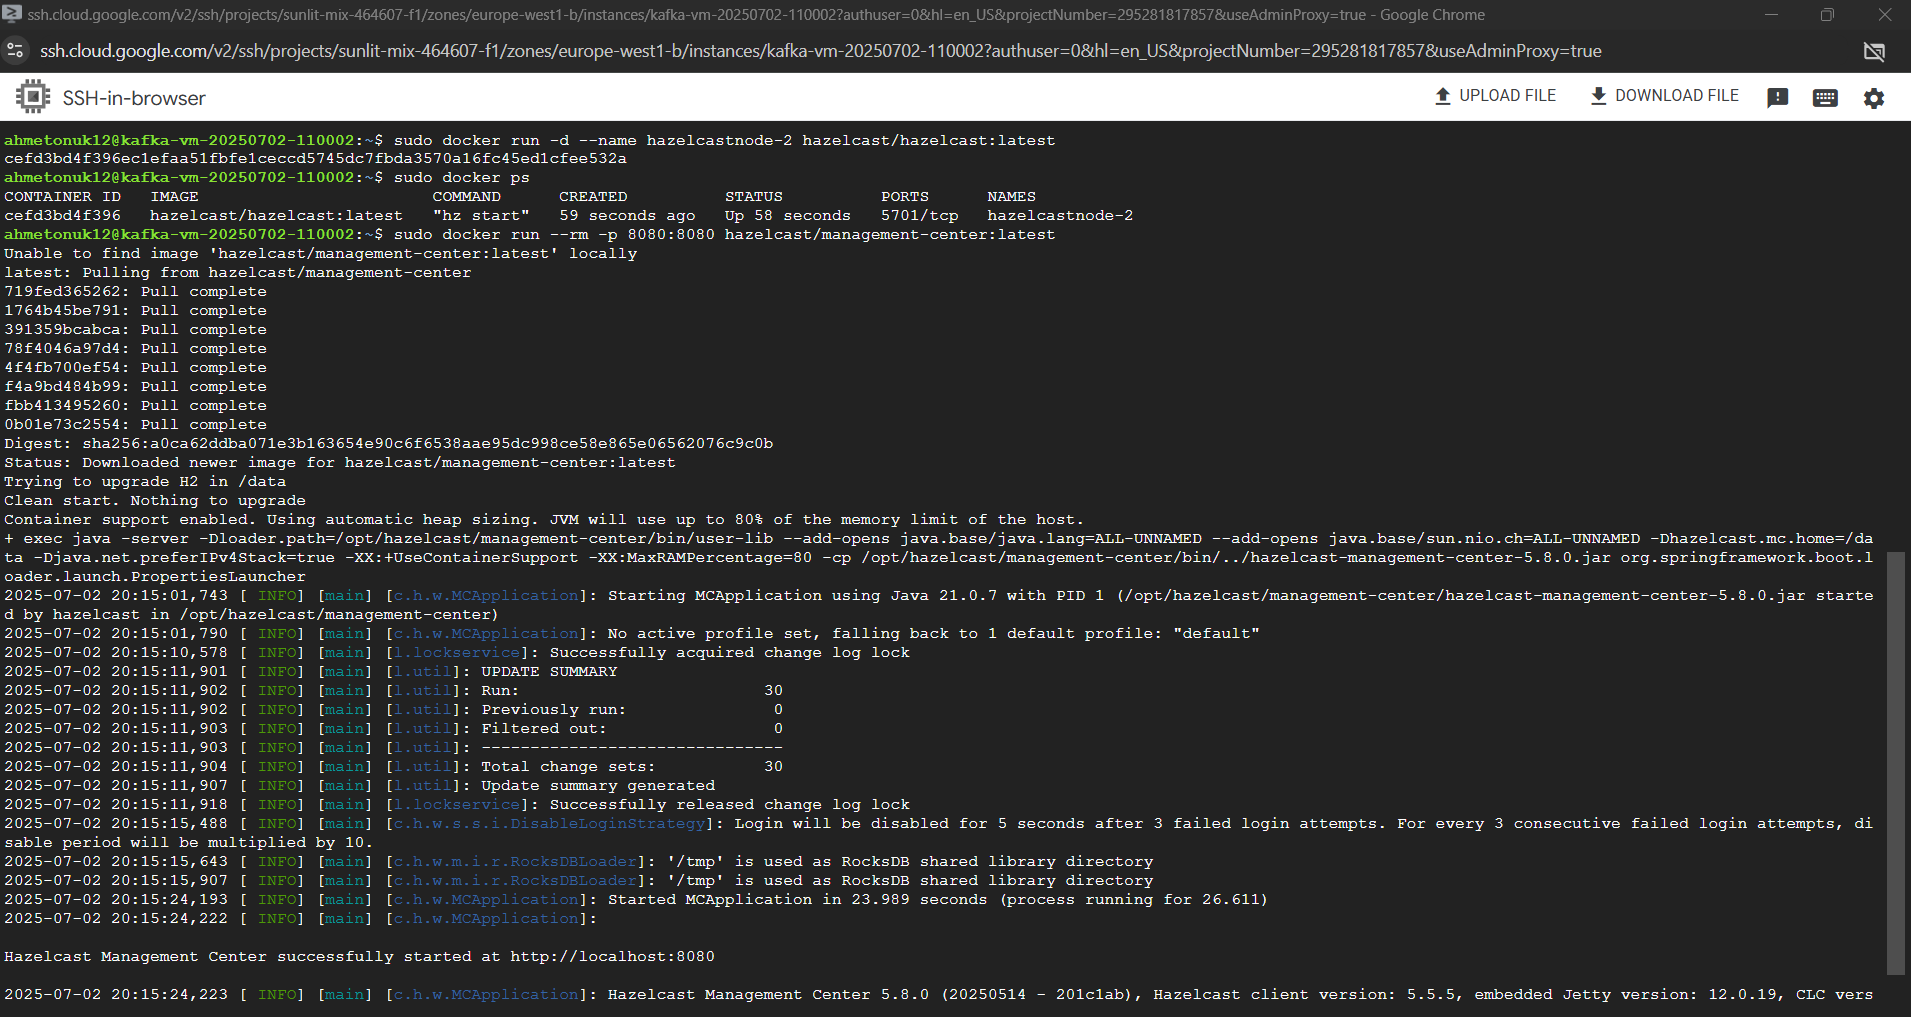 ssh.cloud.google.com/v2/ssh/projects/sunlit-mix-464607-f1/zones/europe-west1-b/instances/kafka-vm-20250702-110002?authuser=0&hl=en_US&projectNumber=295281817857&useAdminProxy=true - Google Chrome
ssh.cloud.google.com/v2/ssh/projects/sunlit-mix-464607-f1/zones/europe-west1-b/instances/kafka-vm-20250702-110002?authuser=0&hl=en_US&projectNumber=295281817857&useAdminProxy=true
SSH-in-browser
UPLOAD FILE
DOWNLOAD FILE
ahmetonuk12@kafka-vm-20250702-110002:~$ sudo docker run -d --name hazelcastnode-2 hazelcast/hazelcast:latest
cefd3bd4f396ec1efaa51fbfe1ceccd5745dc7fbda3570a16fc45ed1cfee532a
ahmetonuk12@kafka-vm-20250702-110002:~$ sudo docker ps
CONTAINER ID   IMAGE                        COMMAND      CREATED          STATUS          PORTS      NAMES
cefd3bd4f396   hazelcast/hazelcast:latest   "hz start"   59 seconds ago   Up 58 seconds   5701/tcp   hazelcastnode-2
ahmetonuk12@kafka-vm-20250702-110002:~$ sudo docker run --rm -p 8080:8080 hazelcast/management-center:latest
Unable to find image 'hazelcast/management-center:latest' locally
latest: Pulling from hazelcast/management-center
719fed365262: Pull complete
1764b45be791: Pull complete
391359bcabca: Pull complete
78f4046a97d4: Pull complete
4f4fb700ef54: Pull complete
f4a9bd484b99: Pull complete
fbb413495260: Pull complete
0b01e73c2554: Pull complete
Digest: sha256:a0ca62ddba071e3b163654e90c6f6538aae95dc998ce58e865e06562076c9c0b
Status: Downloaded newer image for hazelcast/management-center:latest
Trying to upgrade H2 in /data
Clean start. Nothing to upgrade
Container support enabled. Using automatic heap sizing. JVM will use up to 80% of the memory limit of the host.
+ exec java -server -Dloader.path=/opt/hazelcast/management-center/bin/user-lib --add-opens java.base/java.lang=ALL-UNNAMED --add-opens java.base/sun.nio.ch=ALL-UNNAMED -Dhazelcast.mc.home=/da
ta -Djava.net.preferIPv4Stack=true -XX:+UseContainerSupport -XX:MaxRAMPercentage=80 -cp /opt/hazelcast/management-center/bin/../hazelcast-management-center-5.8.0.jar org.springframework.boot.l
oader.launch.PropertiesLauncher
2025-07-02 20:15:01,743 [ INFO] [main] [c.h.w.MCApplication]: Starting MCApplication using Java 21.0.7 with PID 1 (/opt/hazelcast/management-center/hazelcast-management-center-5.8.0.jar starte
d by hazelcast in /opt/hazelcast/management-center)
2025-07-02 20:15:01,790 [ INFO] [main] [c.h.w.MCApplication]: No active profile set, falling back to 1 default profile: "default"
2025-07-02 20:15:10,578 [ INFO] [main] [l.lockservice]: Successfully acquired change log lock
2025-07-02 20:15:11,901 [ INFO] [main] [l.util]: UPDATE SUMMARY
2025-07-02 20:15:11,902 [ INFO] [main] [l.util]: Run:                         30
2025-07-02 20:15:11,902 [ INFO] [main] [l.util]: Previously run:               0
2025-07-02 20:15:11,903 [ INFO] [main] [l.util]: Filtered out:                 0
2025-07-02 20:15:11,903 [ INFO] [main] [l.util]: -------------------------------
2025-07-02 20:15:11,904 [ INFO] [main] [l.util]: Total change sets:           30
2025-07-02 20:15:11,907 [ INFO] [main] [l.util]: Update summary generated
2025-07-02 20:15:11,918 [ INFO] [main] [l.lockservice]: Successfully released change log lock
2025-07-02 20:15:15,488 [ INFO] [main] [c.h.w.s.s.i.DisableLoginStrategy]: Login will be disabled for 5 seconds after 3 failed login attempts. For every 3 consecutive failed login attempts, di
sable period will be multiplied by 10.
2025-07-02 20:15:15,643 [ INFO] [main] [c.h.w.m.i.r.RocksDBLoader]: '/tmp' is used as RocksDB shared library directory
2025-07-02 20:15:15,907 [ INFO] [main] [c.h.w.m.i.r.RocksDBLoader]: '/tmp' is used as RocksDB shared library directory
2025-07-02 20:15:24,193 [ INFO] [main] [c.h.w.MCApplication]: Started MCApplication in 23.989 seconds (process running for 26.611)
2025-07-02 20:15:24,222 [ INFO] [main] [c.h.w.MCApplication]:
Hazelcast Management Center successfully started at http://localhost:8080
2025-07-02 20:15:24,223 [ INFO] [main] [c.h.w.MCApplication]: Hazelcast Management Center 5.8.0 (20250514 - 201c1ab), Hazelcast client version: 5.5.5, embedded Jetty version: 12.0.19, CLC vers